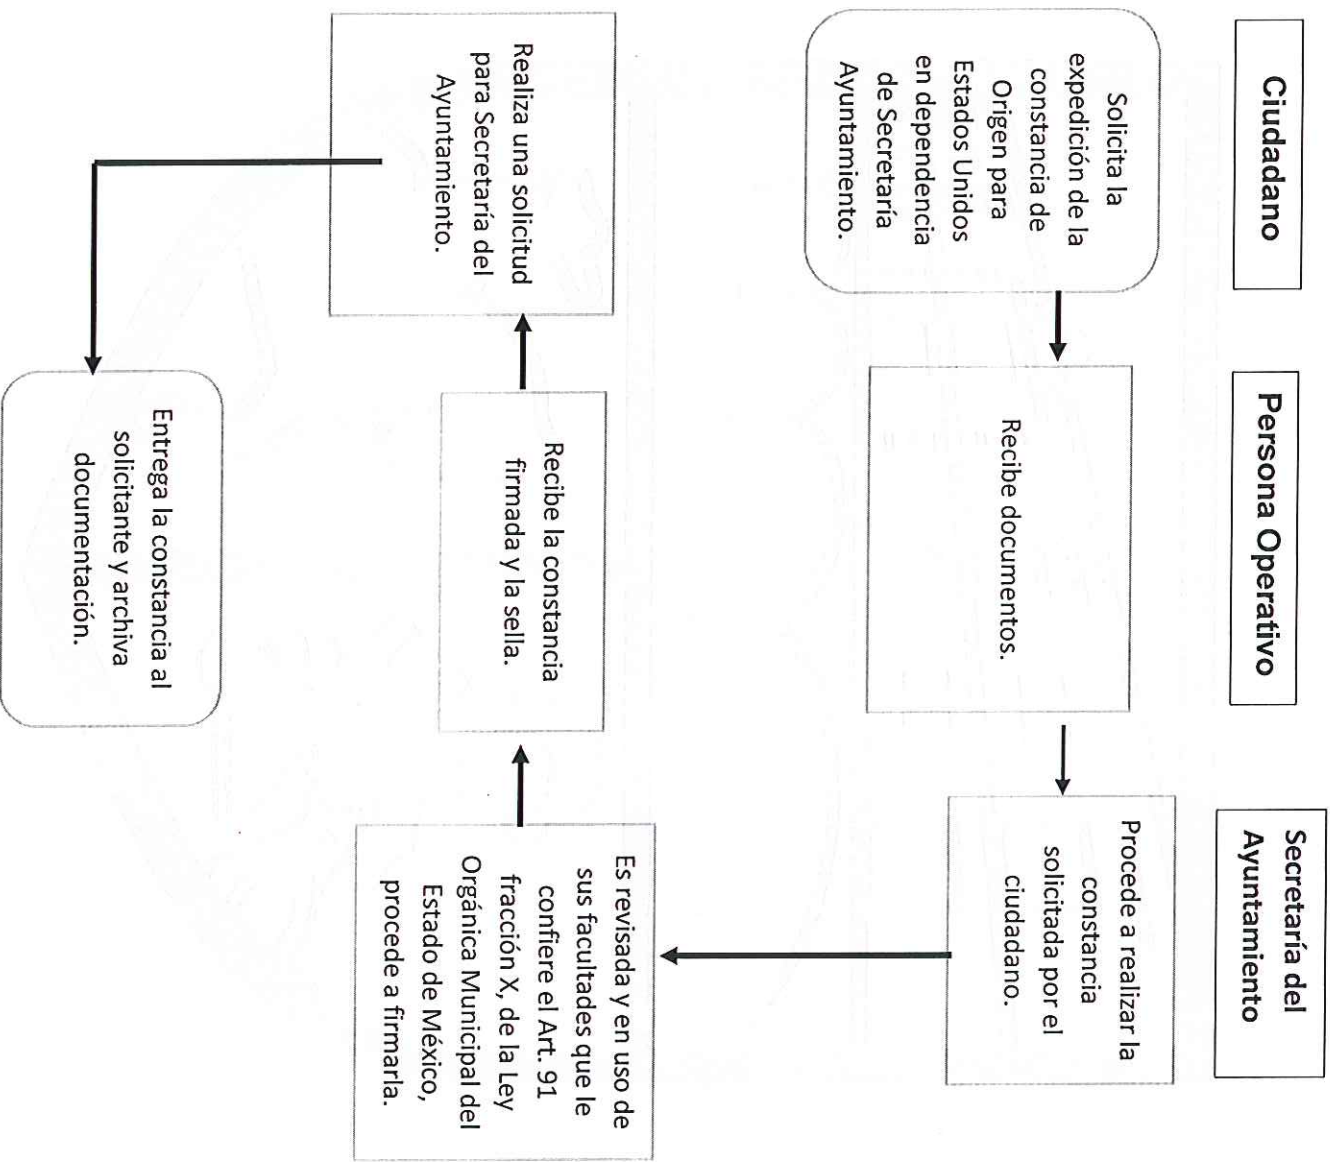 Ciudadano
Persona Operativo
Secretaría del
Ayuntamiento
Solicita la
expedición de la
constancia de
Origen para
Estados Unidos
en dependencia
de Secretaría
Ayuntamiento.
Recibe documentos.
Procede a realizar la
constancia
solicitada por el
ciudadano.
Es revisada y en uso de
sus facultades que le
confiere el Art. 91
fracción X, de la Ley
Orgánica Municipal del
Estado de México,
procede a firmarla.
Recibe la constancia
firmada y la sella.
Realiza una solicitud
para Secretaría del
Ayuntamiento.
Entrega la constancia al
solicitante y archiva
documentación.